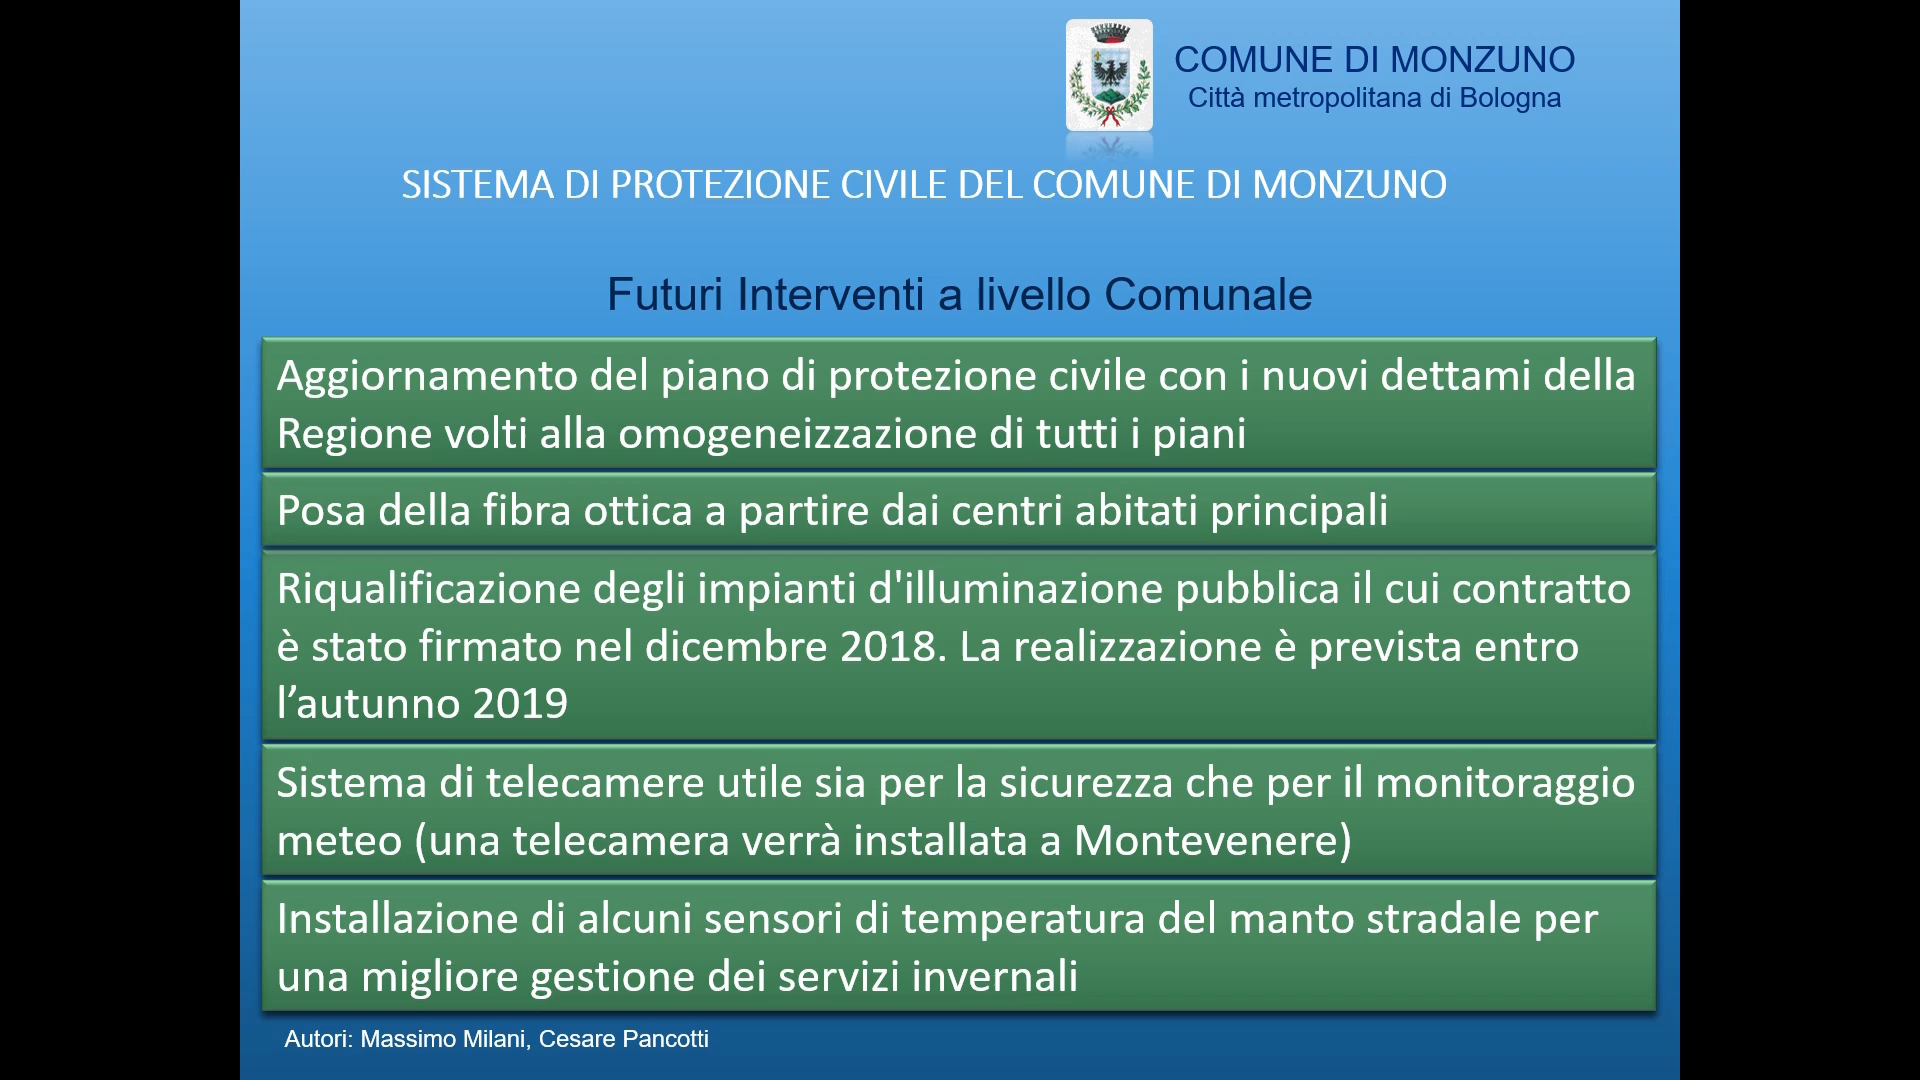 COMUNE DI MONZUNO
Città metropolitana di Bologna
SISTEMA DI PROTEZIONE CIVILE DEL COMUNE DI MONZUNO
Futuri Interventi a livello Comunale
Aggiornamento del piano di protezione civile con i nuovi dettami della
Regione volti alla omogeneizzazione di tutti i piani
Posa della fibra ottica a partire dai centri abitati principali
Riqualificazione degli impianti d'illuminazione pubblica il cui contratto
è stato firmato nel dicembre 2018. La realizzazione è prevista entro
l’autunno 2019
Sistema di telecamere utile sia per la sicurezza che per il monitoraggio
meteo (una telecamera verrà installata a Montevenere)
Installazione di alcuni sensori di temperatura del manto stradale per
una migliore gestione dei servizi invernali
Autori: Massimo Milani, Cesare Pancotti